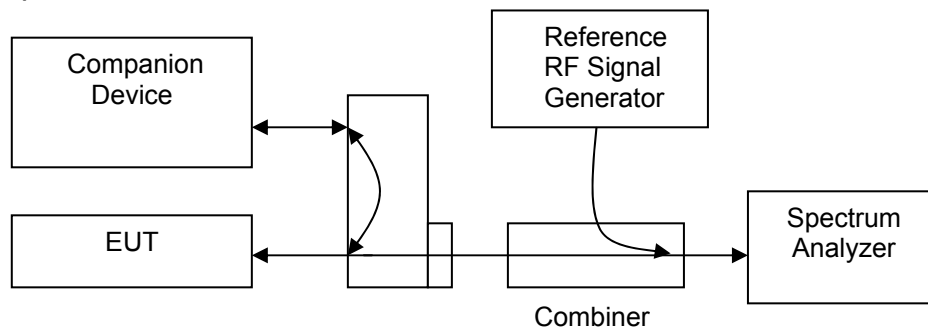 Companion
Device
Reference
RF Signal
Generator
EUT
Spectrum
Analyzer
Combiner